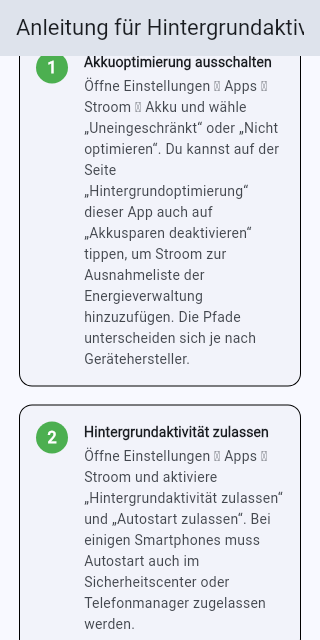 Anleitung für Hintergrundaktiv
1
Akkuoptimierung ausschalten
Öffne Einstellungen Apps
Stroom Akku und wähle
„Uneingeschränkt“ oder „Nicht
optimieren“. Du kannst auf der
Seite
„Hintergrundoptimierung“
dieser App auch auf
„Akkusparen deaktivieren“
tippen, um Stroom zur
Ausnahmeliste der
Energieverwaltung
hinzuzufügen. Die Pfade
unterscheiden sich je nach
Gerätehersteller.
2
Hintergrundaktivität zulassen
Öffne Einstellungen Apps
Stroom und aktiviere
„Hintergrundaktivität zulassen“
und „Autostart zulassen“. Bei
einigen Smartphones muss
Autostart auch im
Sicherheitscenter oder
Telefonmanager zugelassen
werden.